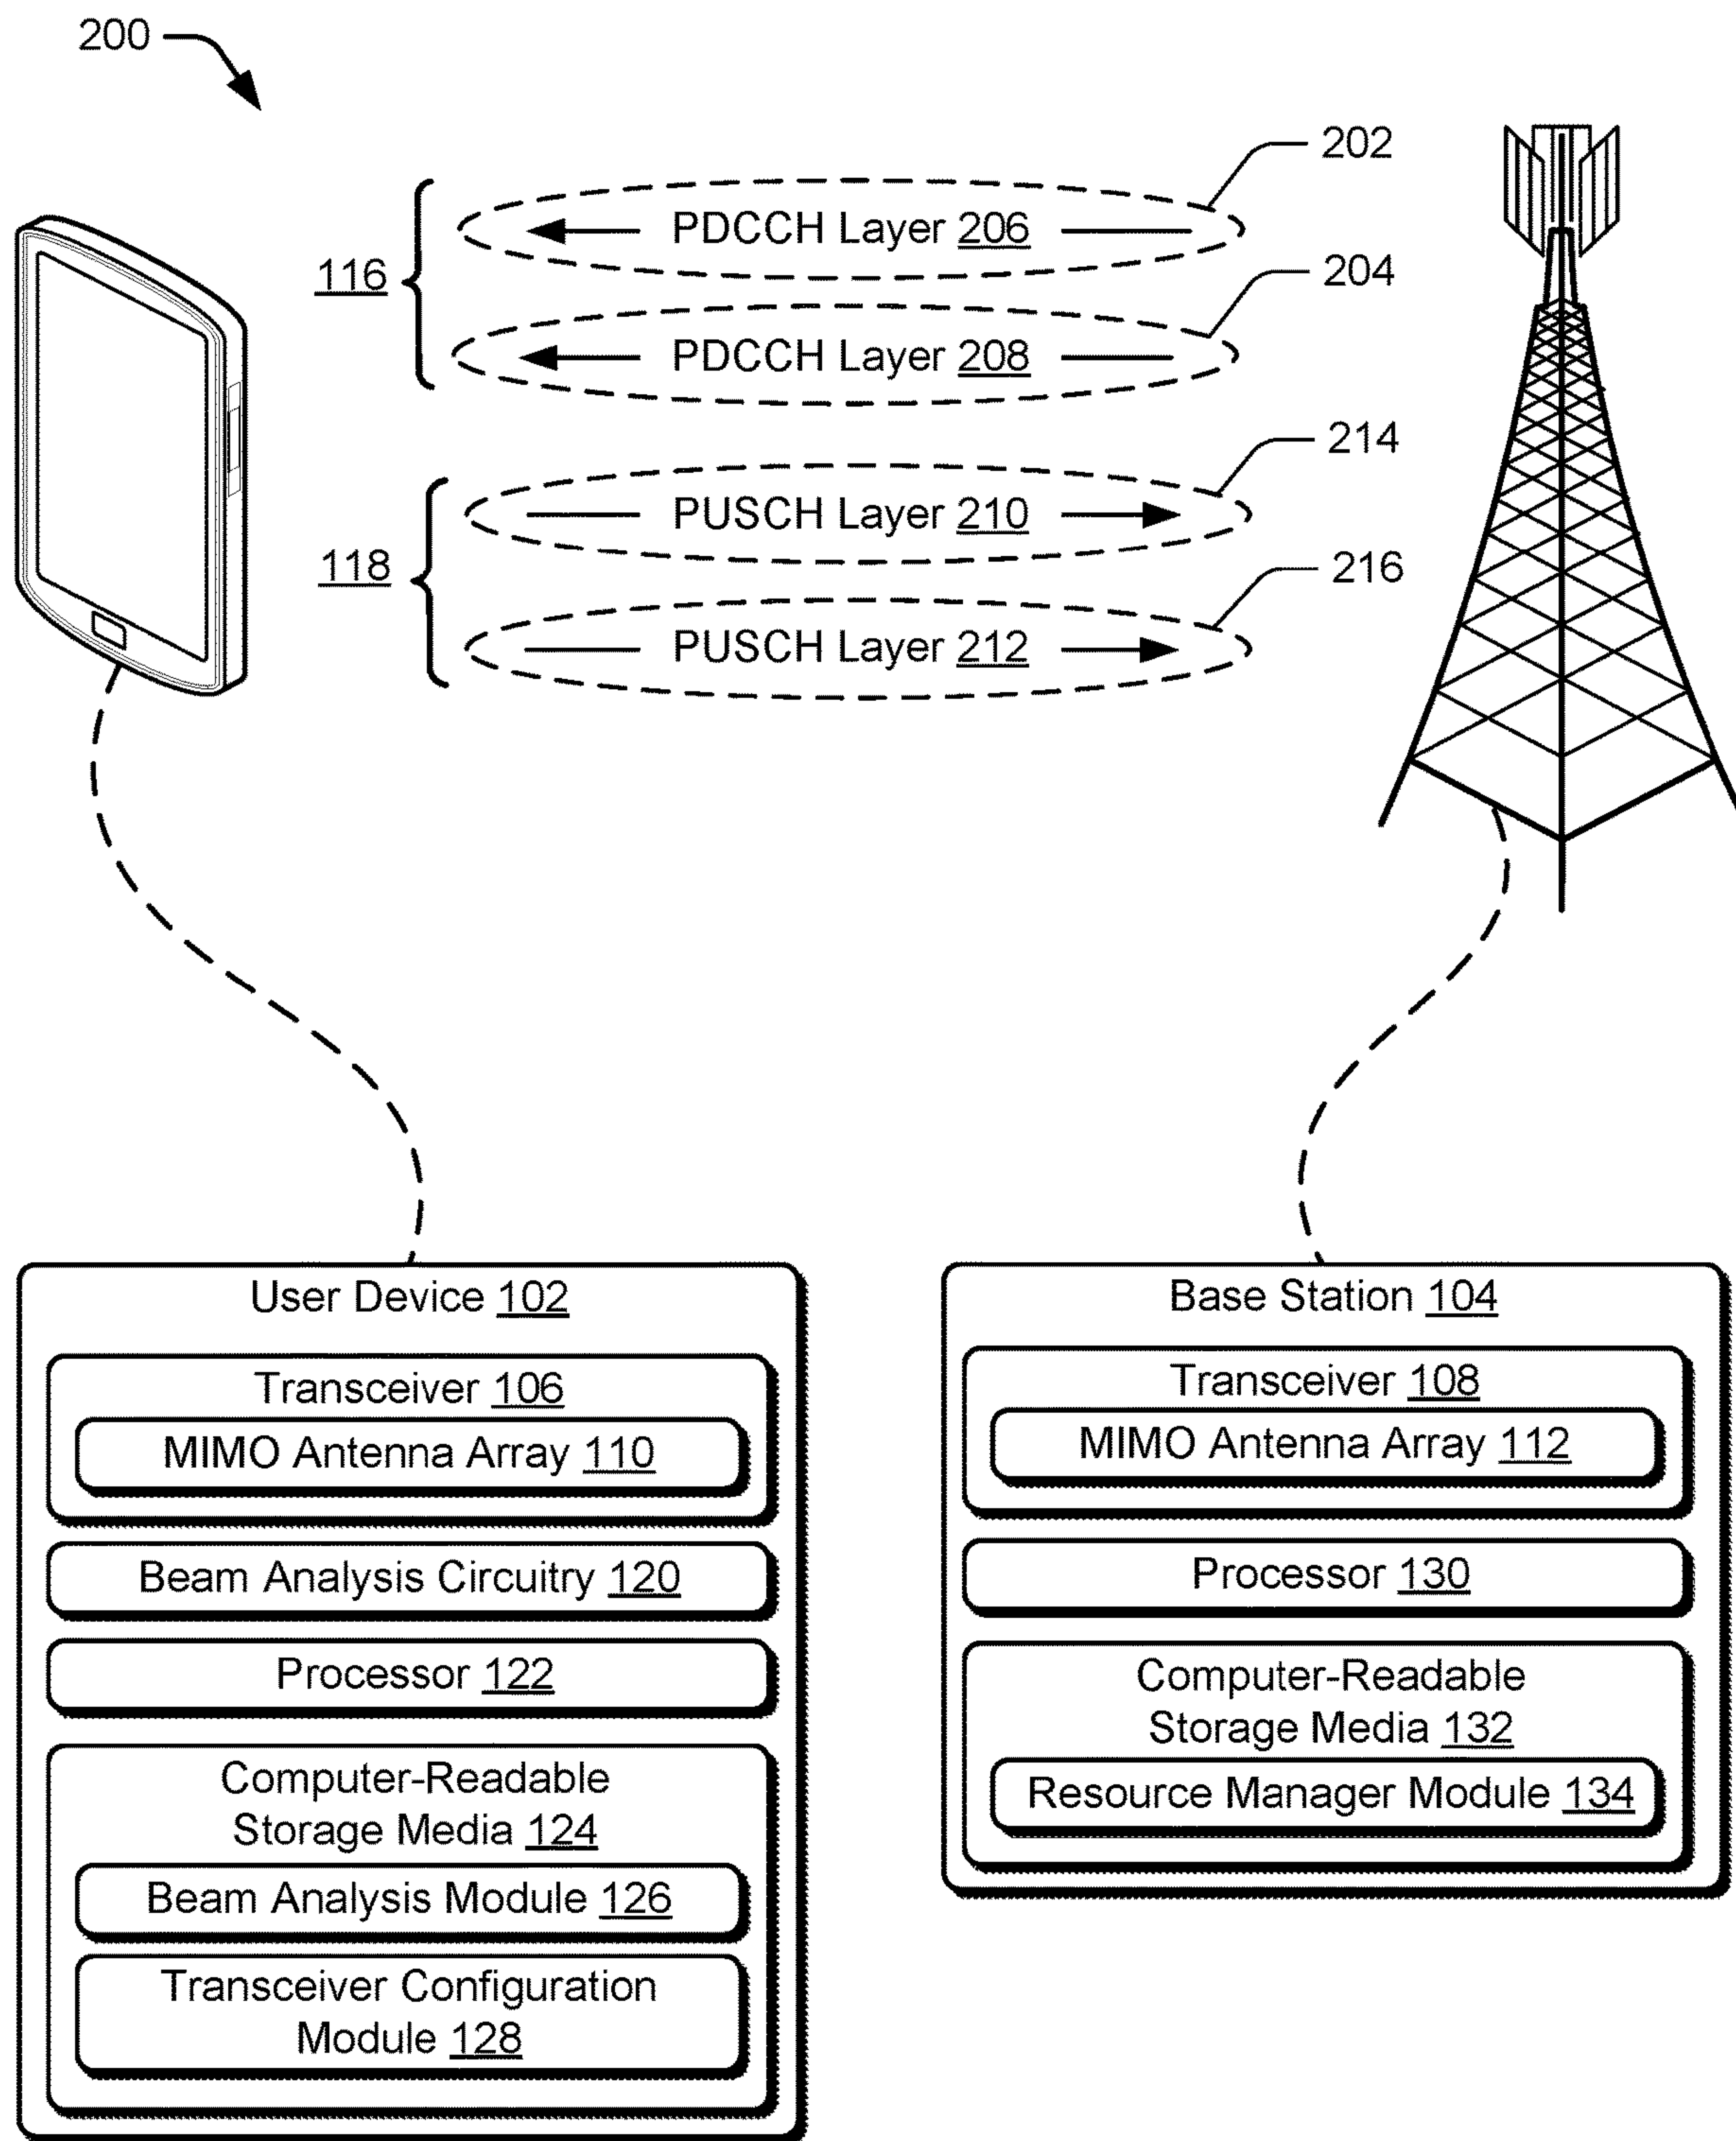 200
202
PDCCH Layer 206
204
116
PDCCH Layer 208
214
PUSCH Layer 210
118
216
PUSCH Layer 212
User Device 102
Transceiver 106
MIMO Antenna Array 110
Beam Analysis Circuitry 120
Processor 122
Computer-Readable
Storage Media 124
Beam Analysis Module 126
Transceiver Configuration
Module 128
Base Station 104
Transceiver 108
MIMO Antenna Array 112
Processor 130
Computer-Readable
Storage Media 132
Resource Manager Module 134